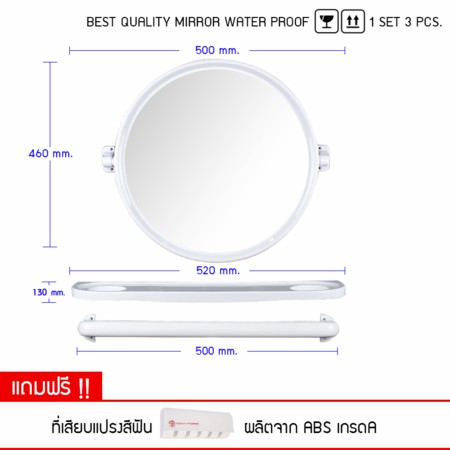 BEST QUALITY MIRROR WATER PROOF 1 SET 3 PCS.
500 mm.
460 mm.
520 mm.
130 mm.
500 mm.
แถมฟรี !!
ที่เสียบแปรงสีฟัน ผลิตจาก ABS เกรดA